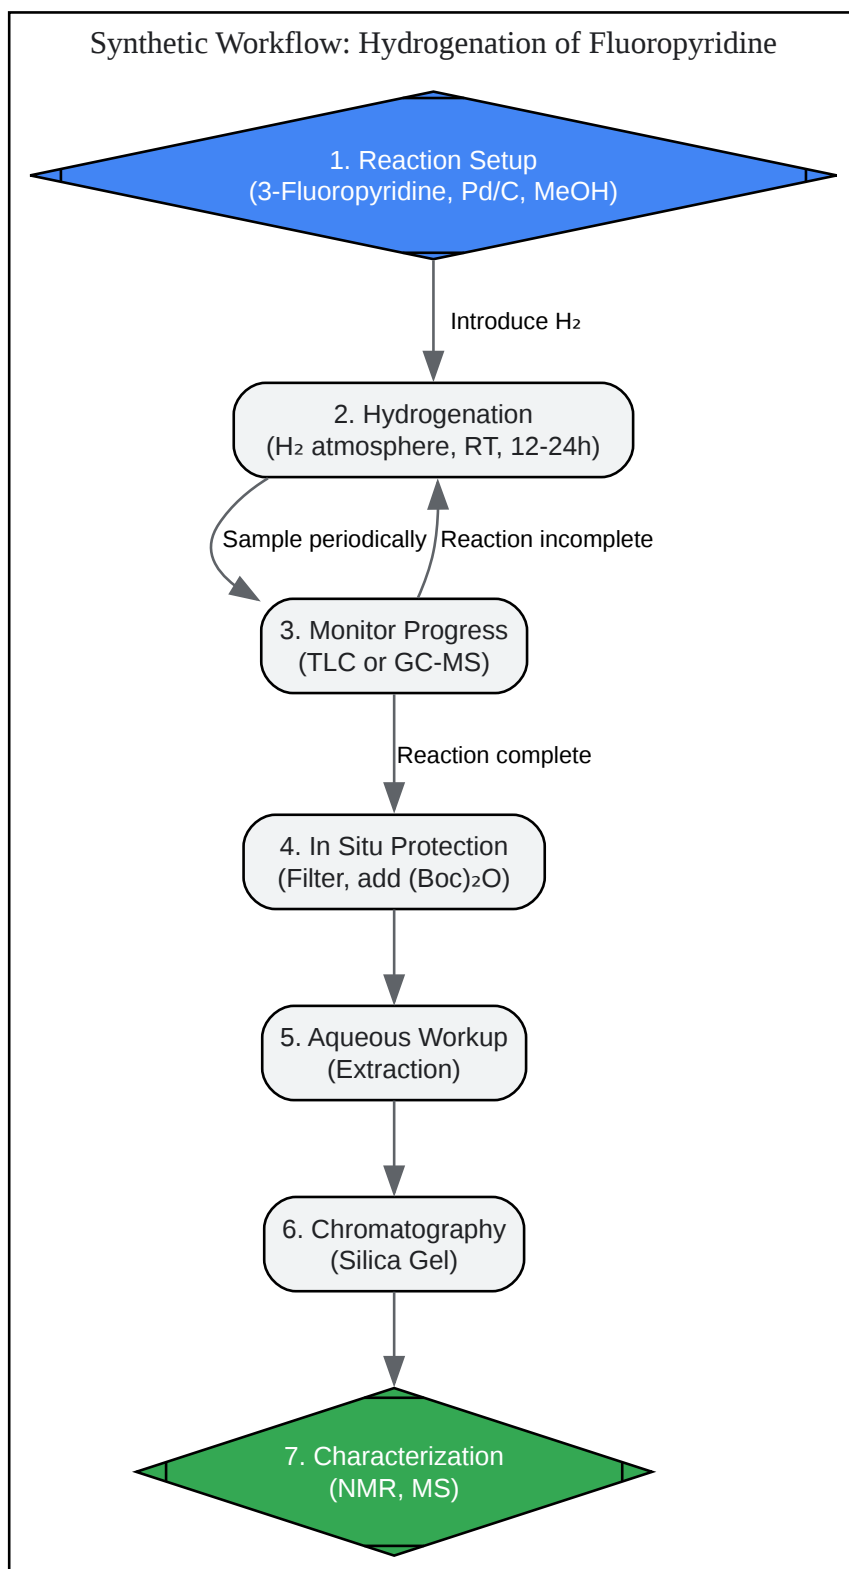 Synthetic Workflow: Hydrogenation of Fluoropyridine
1. Reaction Setup
(3-Fluoropyridine, Pd/C, MeOH)
Introduce H₂
2. Hydrogenation
(H₂ atmosphere, RT, 12-24h)
Sample periodically
Reaction incomplete
3. Monitor Progress
(TLC or GC-MS)
Reaction complete
4. In Situ Protection
(Filter, add (Boc)₂O)
5. Aqueous Workup
(Extraction)
6. Chromatography
(Silica Gel)
7. Characterization
(NMR, MS)